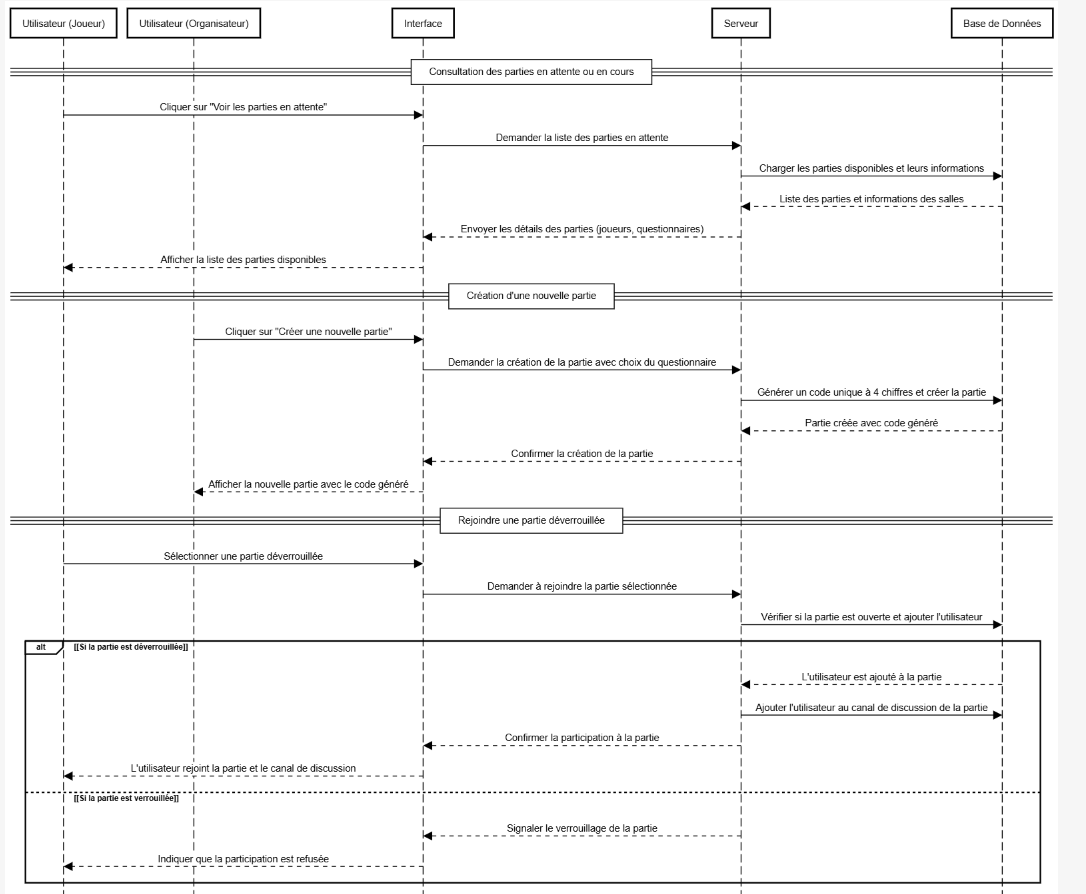 Utilisateur (Joueur)
Utilisateur (Organisateur)
Interface
Serveur
Base de Données
Consultation des parties en attente ou en cours
Cliquer sur "Voir les parties en attente"
Demander la liste des parties en attente
Charger les parties disponibles et leurs informations
Liste des parties et informations des salles
Envoyer les détails des parties (joueurs, questionnaires)
Afficher la liste des parties disponibles
Création d'une nouvelle partie
Cliquer sur "Créer une nouvelle partie"
Demander la création de la partie avec choix du questionnaire
Générer un code unique à 4 chiffres et créer la partie
Partie créée avec code généré
Confirmer la création de la partie
Afficher la nouvelle partie avec le code généré
Rejoindre une partie déverrouillée
Sélectionner une partie déverrouillée
Demander à rejoindre la partie sélectionnée
Vérifier si la partie est ouverte et ajouter l'utilisateur
alt
[[Si la partie est déverrouillée]]
L'utilisateur est ajouté à la partie
Ajouter l'utilisateur au canal de discussion de la partie
Confirmer la participation à la partie
L'utilisateur rejoint la partie et le canal de discussion
[[Si la partie est verrouillée]]
Signaler le verrouillage de la partie
Indiquer que la participation est refusée